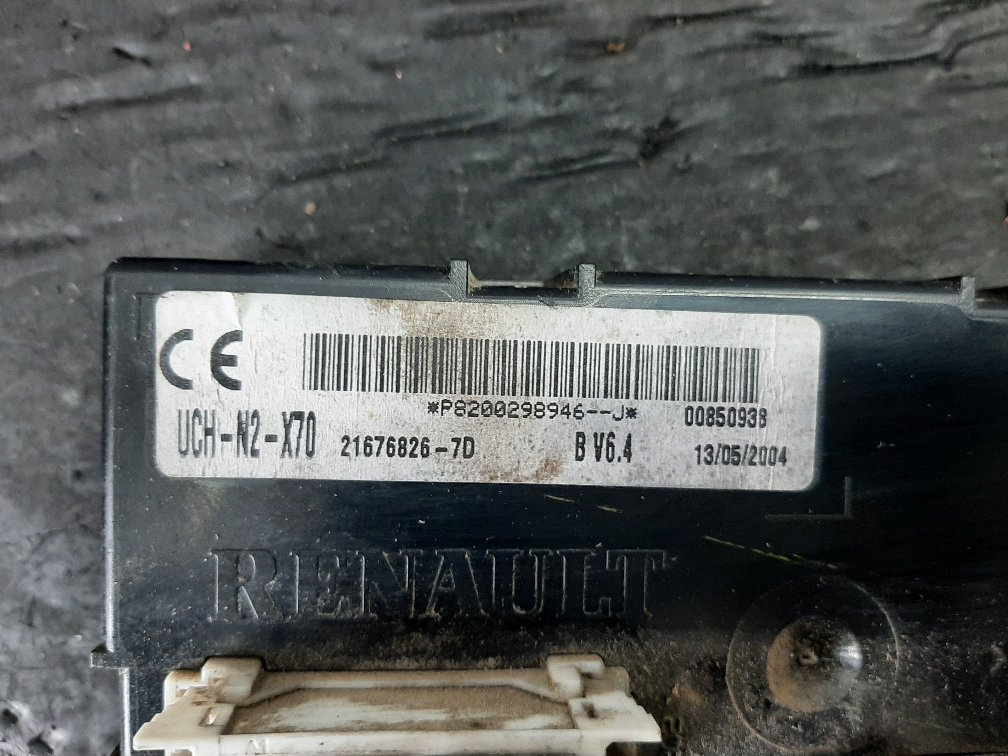 CE
*P8200298946--J* 00850938
UCH-N2-X70 21676826-7D B V6.4 13/05/2004
RENAULT